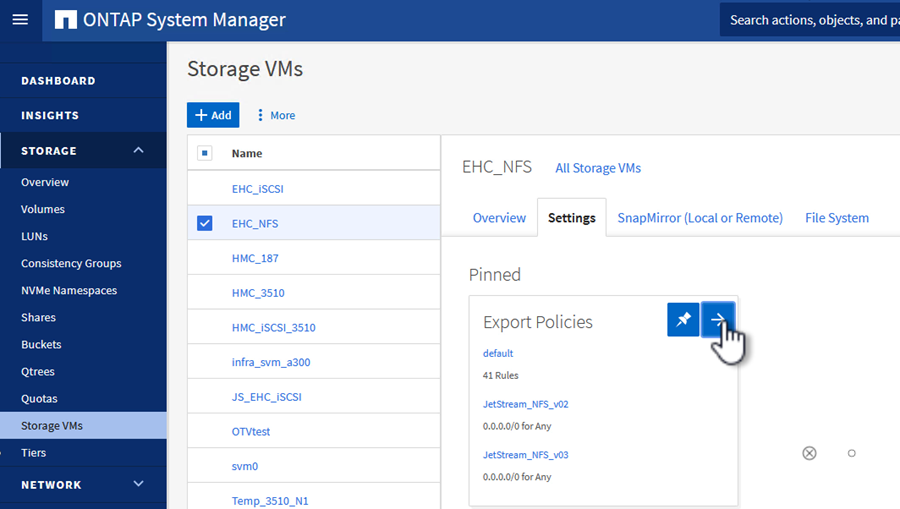 ONTAP System Manager
Search actions, objects, and
DASHBOARD
INSIGHTS
STORAGE
Overview
Volumes
LUNs
Consistency Groups
NVMe Namespaces
Shares
Buckets
Qtrees
Quotas
Storage VMs
Tiers
NETWORK
Storage VMs
Add
More
Name
EHC_iSCSI
EHC_NFS
HMC_187
HMC_3510
HMC_iSCSI_3510
infra_svm_a300
JS_EHC_iSCSI
OTVtest
svm0
Temp_3510_N1
EHC_NFS All Storage VMs
Overview Settings SnapMirror (Local or Remote) File System
Pinned
Export Policies
default
41 Rules
JetStream_NFS_v02
0.0.0.0/0 for Any
JetStream_NFS_v03
0.0.0.0/0 for Any